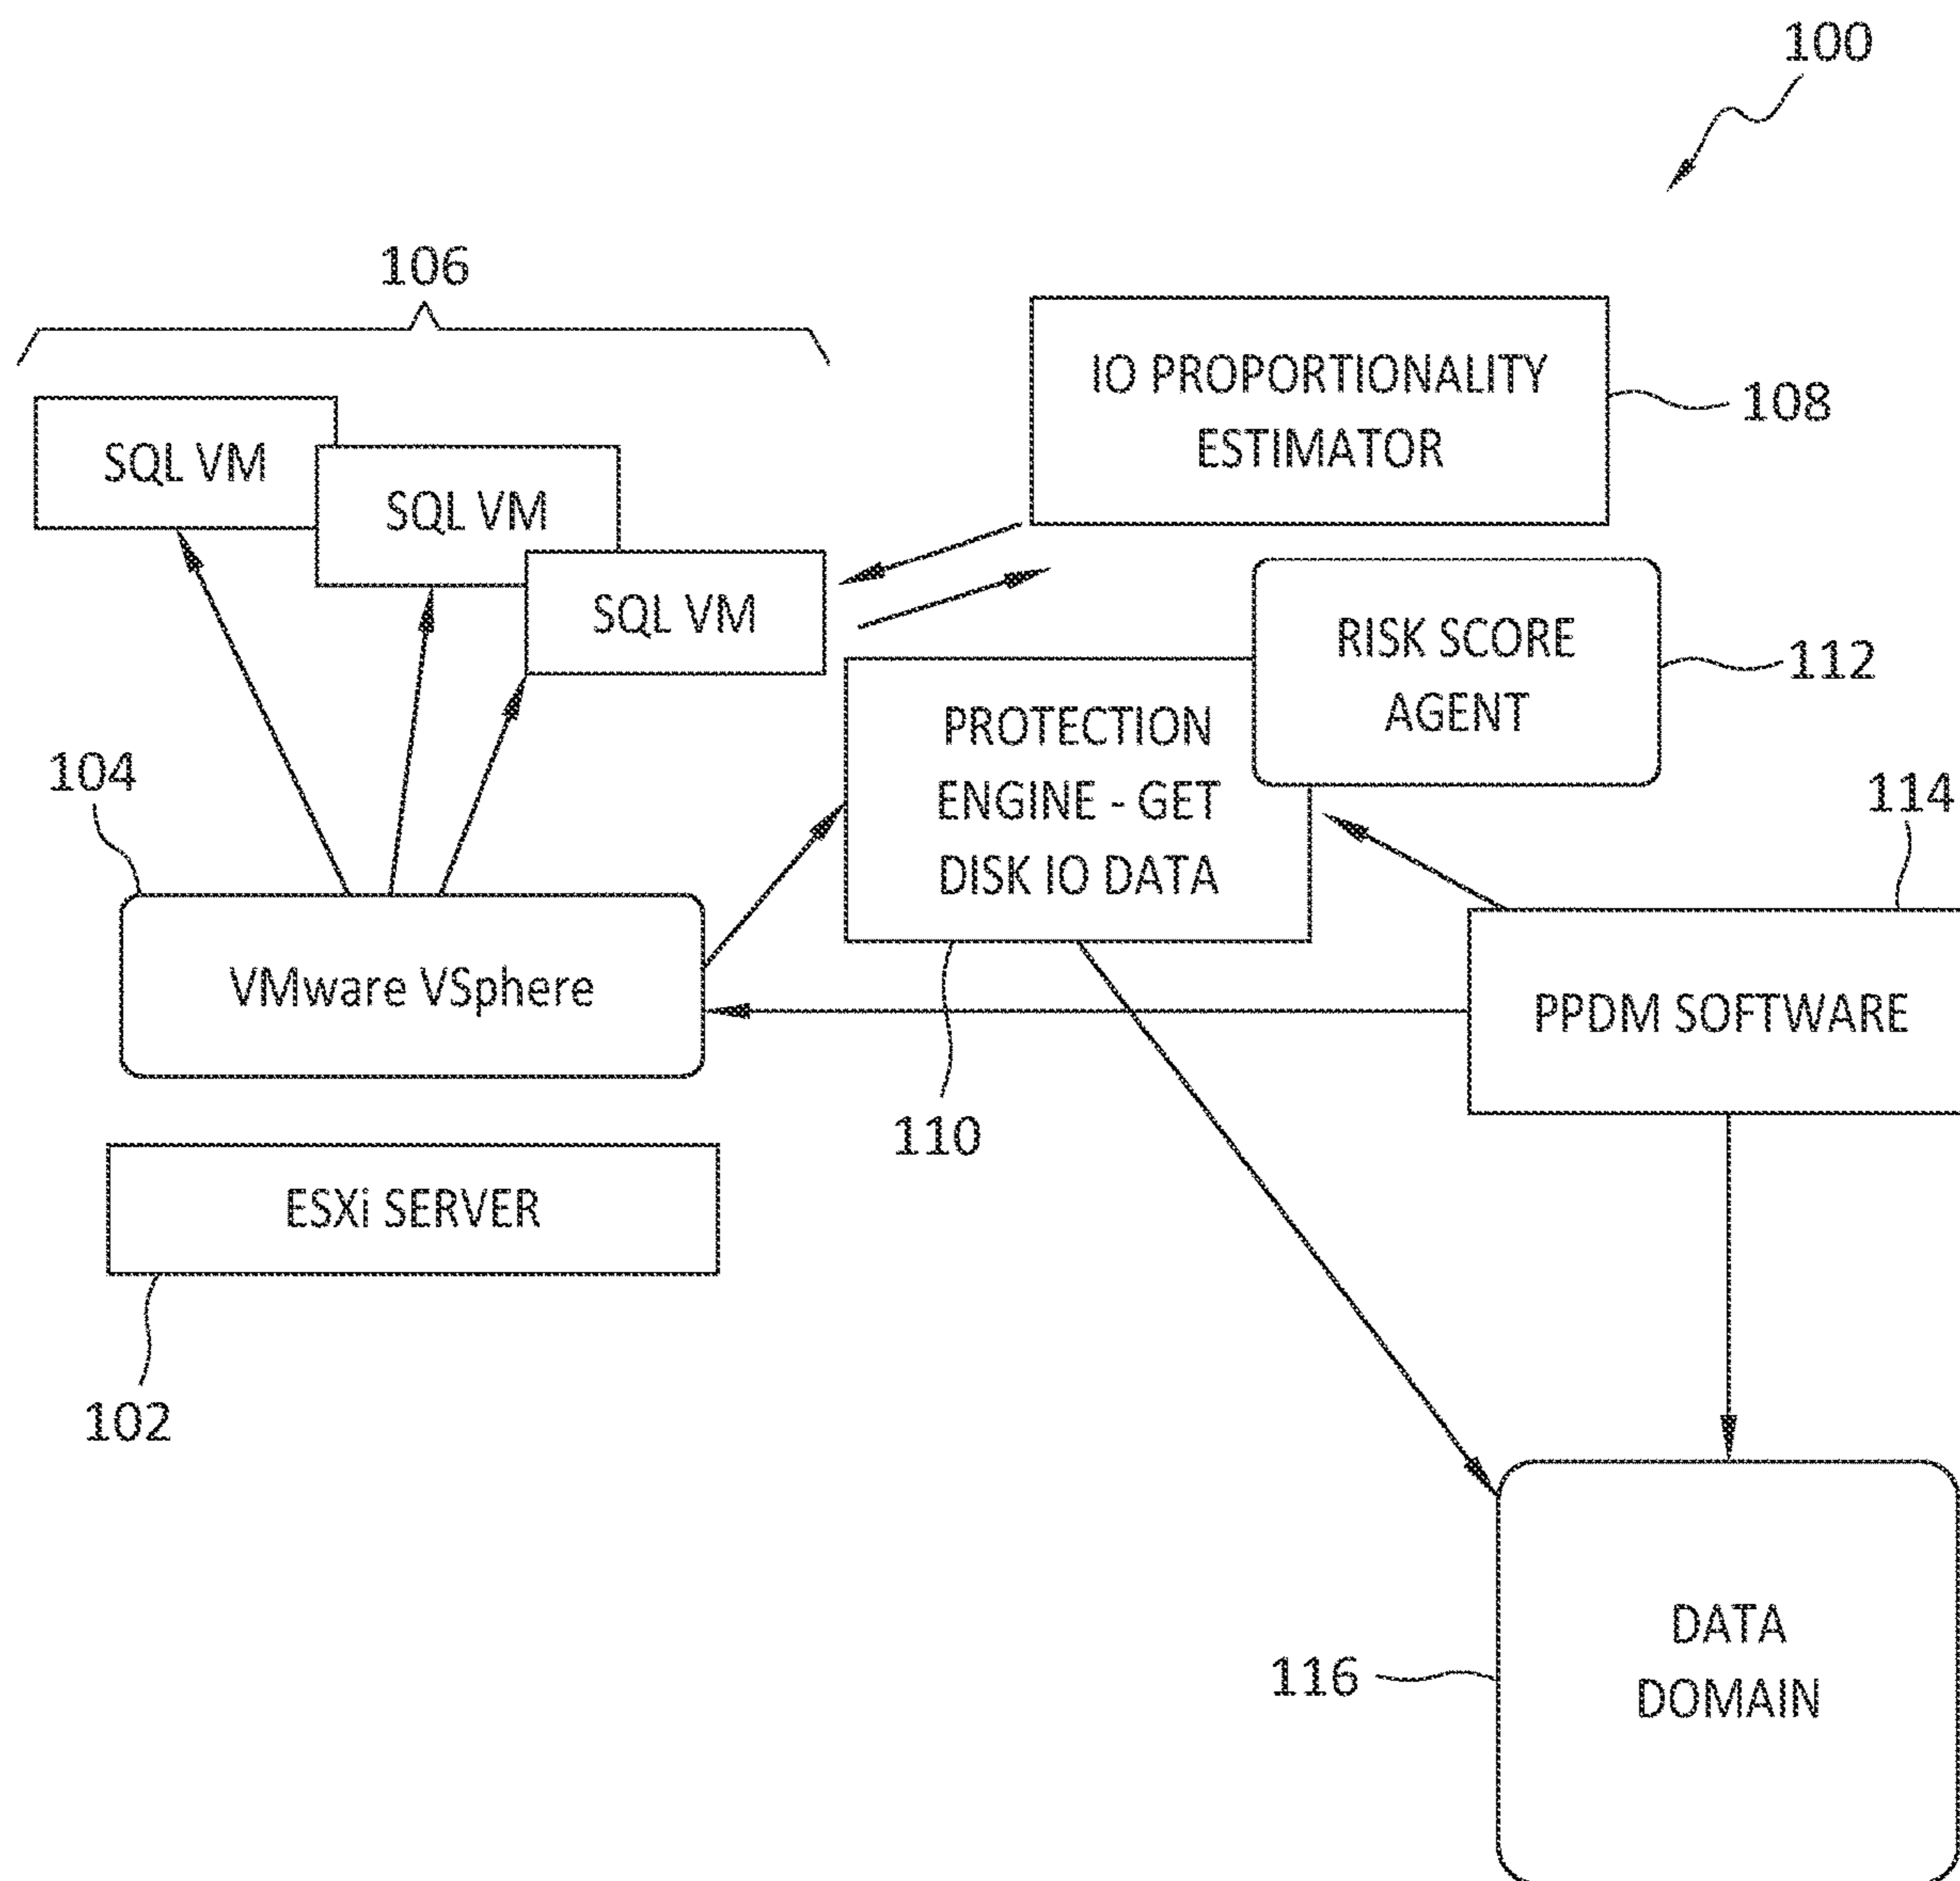 100
106
IO PROPORTIONALITY
ESTIMATOR
108
SQL VM
SQL VM
SQL VM
RISK SCORE
AGENT
112
PROTECTION
ENGINE - GET
DISK IO DATA
104
114
VMware VSphere
PPDM SOFTWARE
110
ESXi SERVER
102
DATA
DOMAIN
116